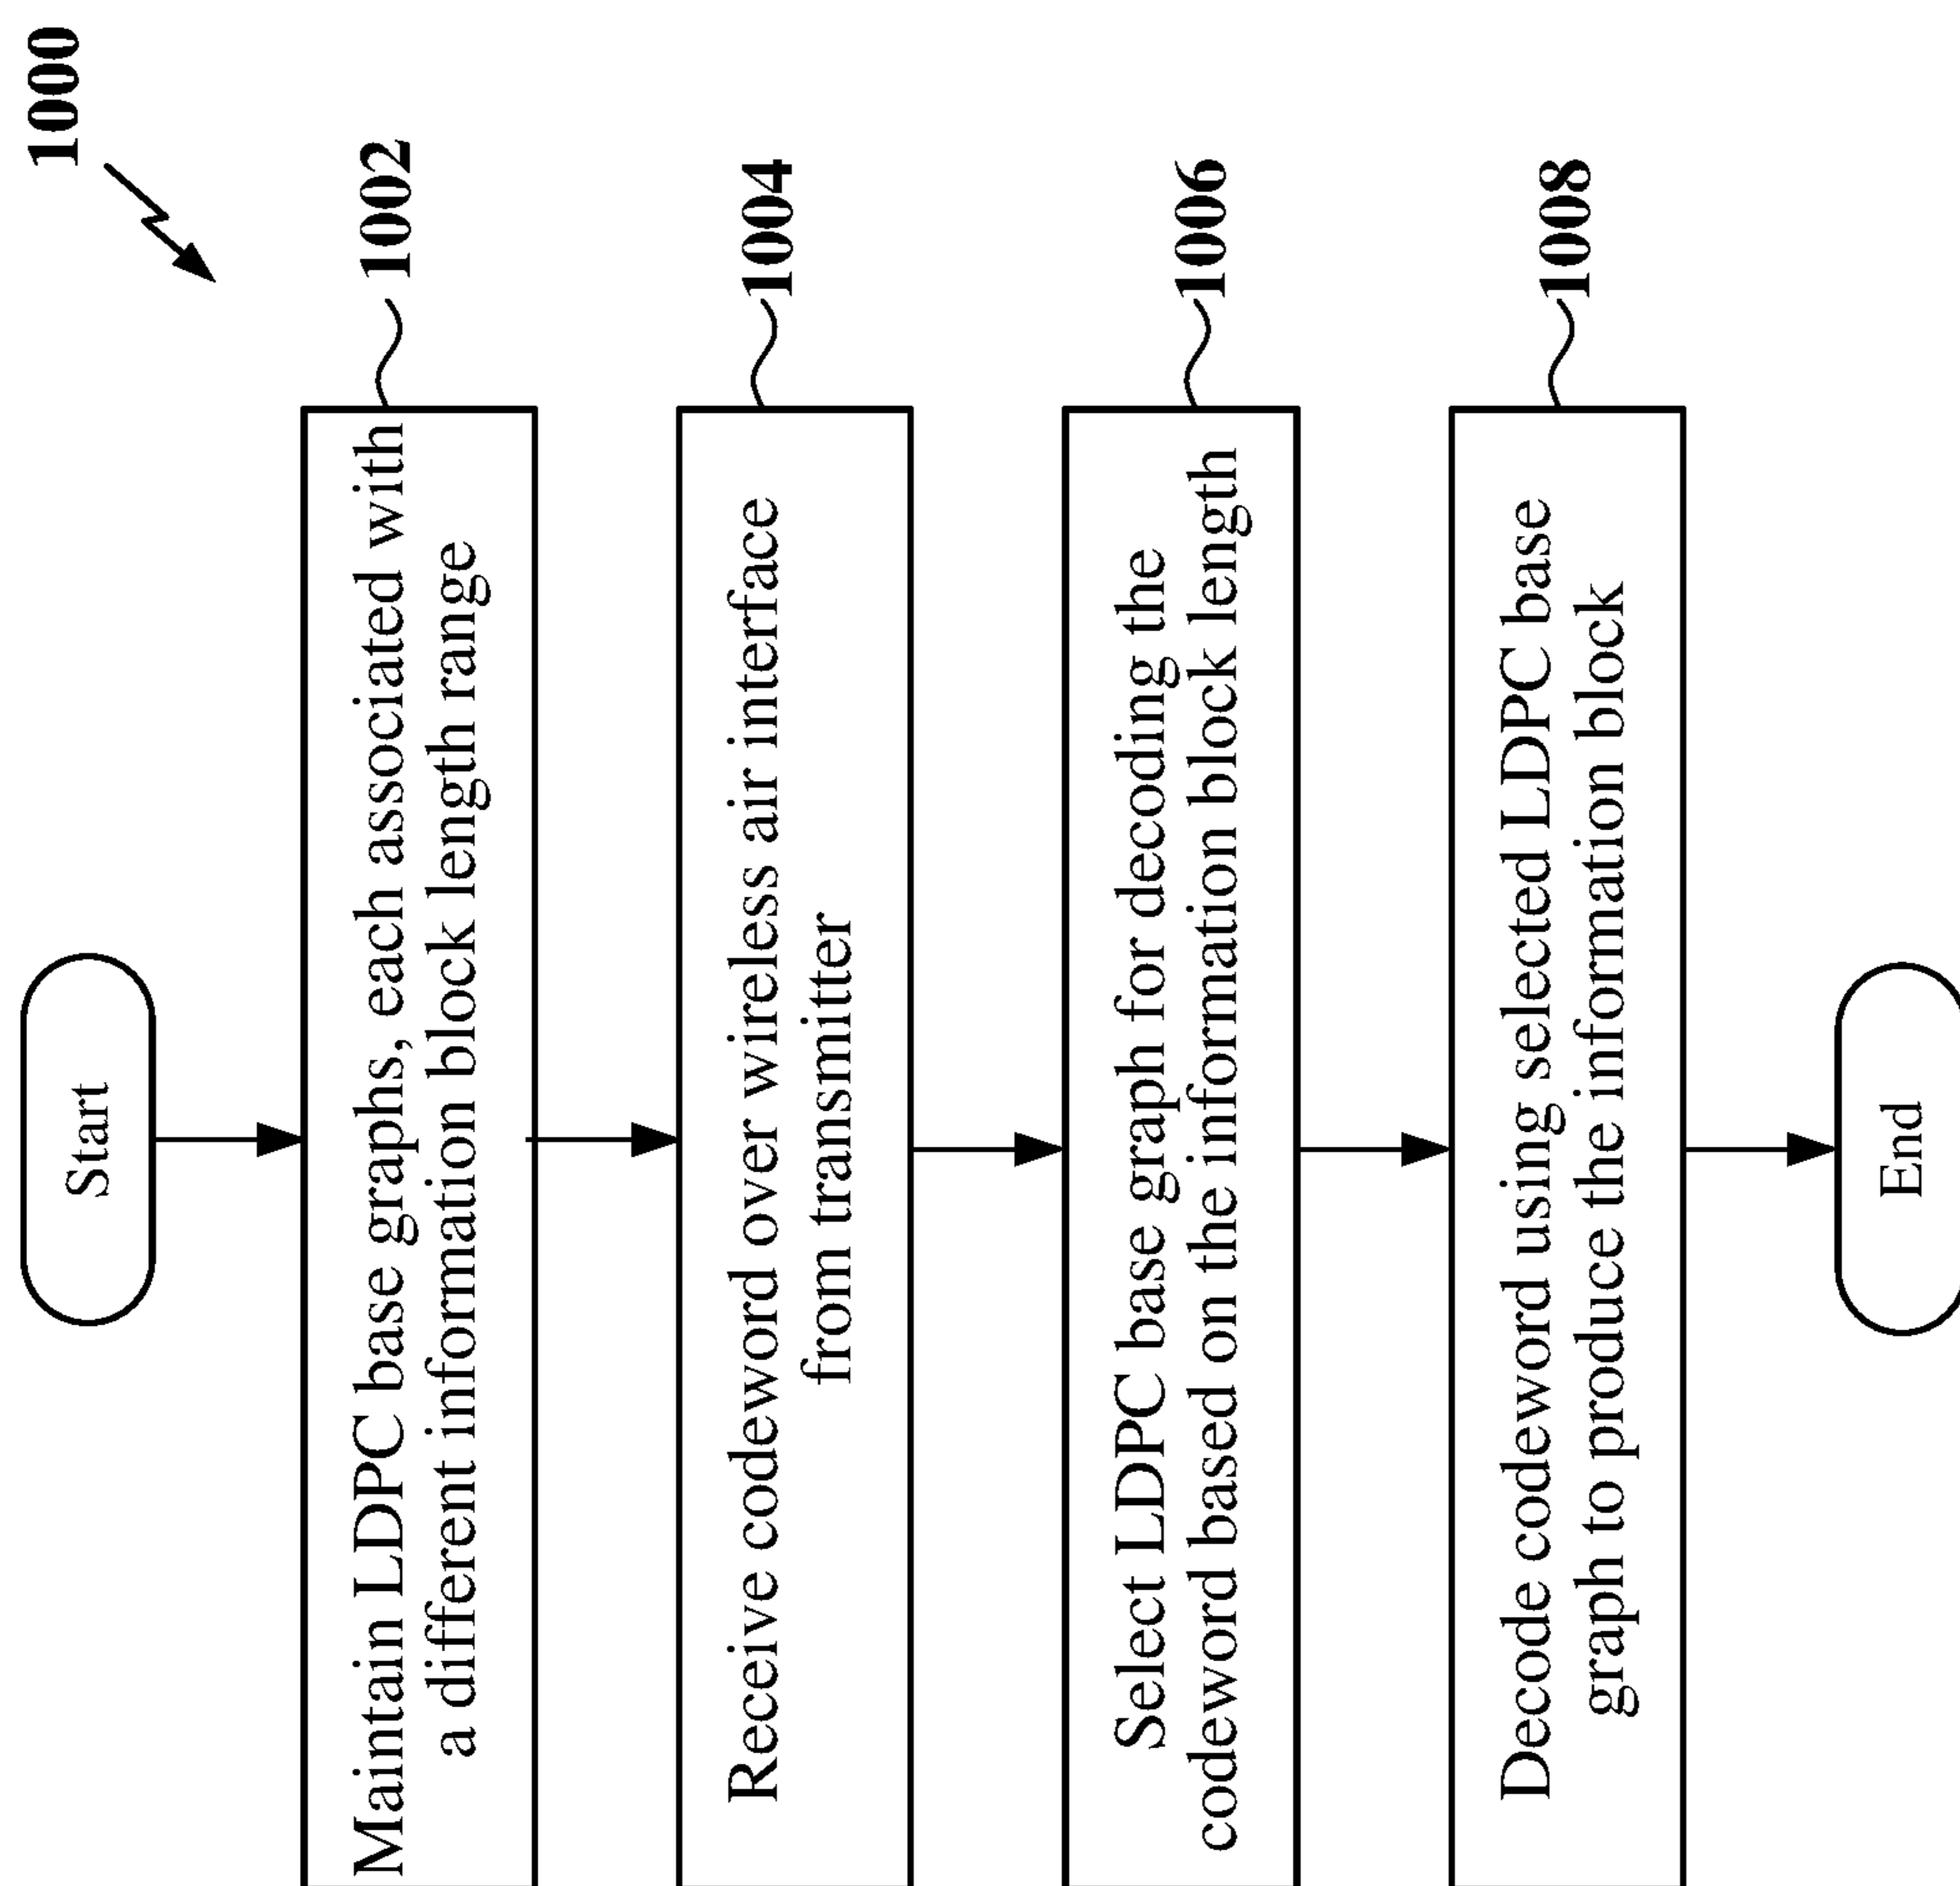 1000
Start
Maintain LDPC base graphs, each associated with
a different information block length range
1002
Receive codeword over wireless air interface
from transmitter
1004
Select LDPC base graph for decoding the
codeword based on the information block length
1006
Decode codeword using selected LDPC base
graph to produce the information block
1008
End